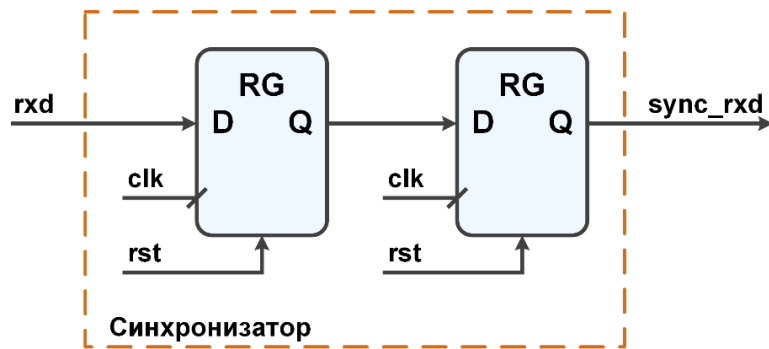 RG RG
rxd D Q D Q sync_rxd
clk clk
rst rst
Синхронизатор